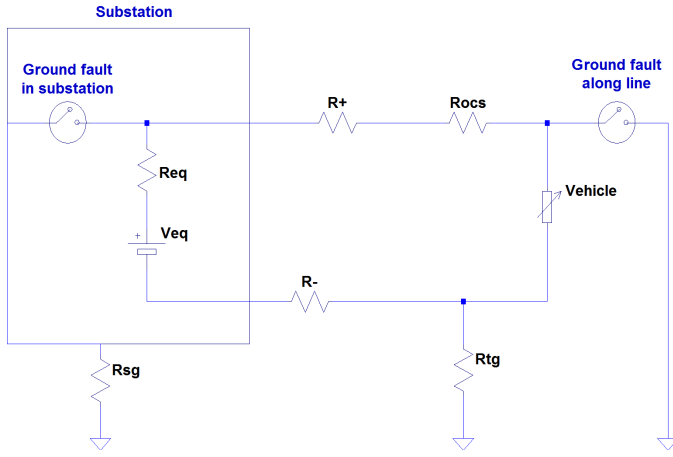 Substation
Ground fault
in substation
Ground fault
along line
R+
Rocs
Req
Vehicle
+
Veq
R-
Rsg
Rtg